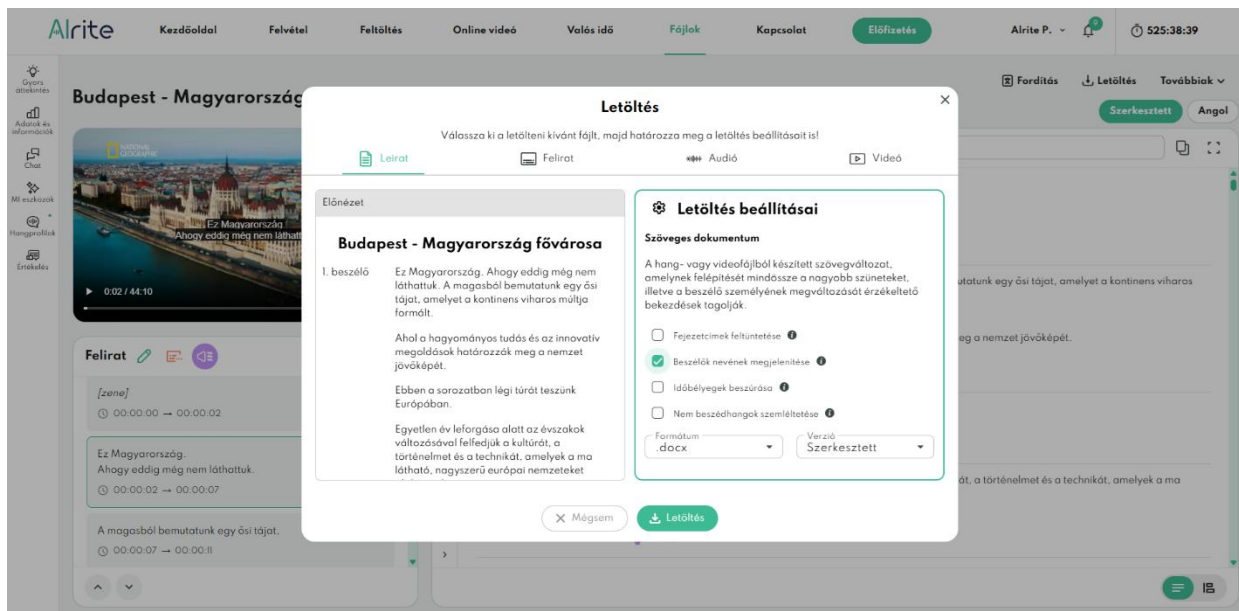 Alrite
Kezdőoldal
Felvétel
Feltöltés
Online videó
Valós idő
Fájlok
Kapcsolat
Előfizetés
Alrite P.
9
525:38:39
Gyors
áttekintés
Adatok és
információk
Chat
MI eszközök
Hangprofilok
Értékelés
Budapest - Magyarország
Fordítás
Letöltés
Továbbiak
Szerkesztett
Angol
NATIONAL
GEOGRAPHIC
Ez Magyarország
Ahogy eddig még nem láthatt
0:02 / 44:10
Felirat
[zene]
00:00:00 → 00:00:02
Ez Magyarország.
Ahogy eddig még nem láthattuk.
00:00:02 → 00:00:07
A magasból bemutatunk egy ősi tájat,
00:00:07 → 00:00:11
Letöltés
Válassza ki a letölteni kívánt fájlt, majd határozza meg a letöltés beállításait is!
Leirat
Felirat
Audió
Videó
Előnézet
Budapest - Magyarország fővárosa
1. beszélő
Ez Magyarország. Ahogy eddig még nem
láthattuk. A magasból bemutatunk egy ősi
tájat, amelyet a kontinens viharos múltja
formált.
Ahol a hagyományos tudás és az innovatív
megoldások határozzák meg a nemzet
jövőképét.
Ebben a sorozatban légi túrát teszünk
Európában.
Egyetlen év leforgása alatt az évszakok
változásával felfedjük a kultúrát, a
történelmet és a technikát, amelyek a ma
látható, nagyszerű európai nemzeteket
Letöltés beállításai
Szöveges dokumentum
A hang- vagy videofájlból készített szövegváltozat,
amelynek felépítését mindössze a nagyobb szüneteket,
illetve a beszélő személyének megváltozását érzékeltető
bekezdések tagolják.
Fejezetcímek feltüntetése
Beszélők nevének megjelenítése
Időbélyegek beszúrása
Nem beszédhangok szemléltetése
Formátum
.docx
Verzió
Szerkesztett
Mégsem
Letöltés
utatunk egy ősi tájat, amelyet a kontinens viharos
eg a nemzet jövőképét.
át, a történelmet és a technikát, amelyek a ma